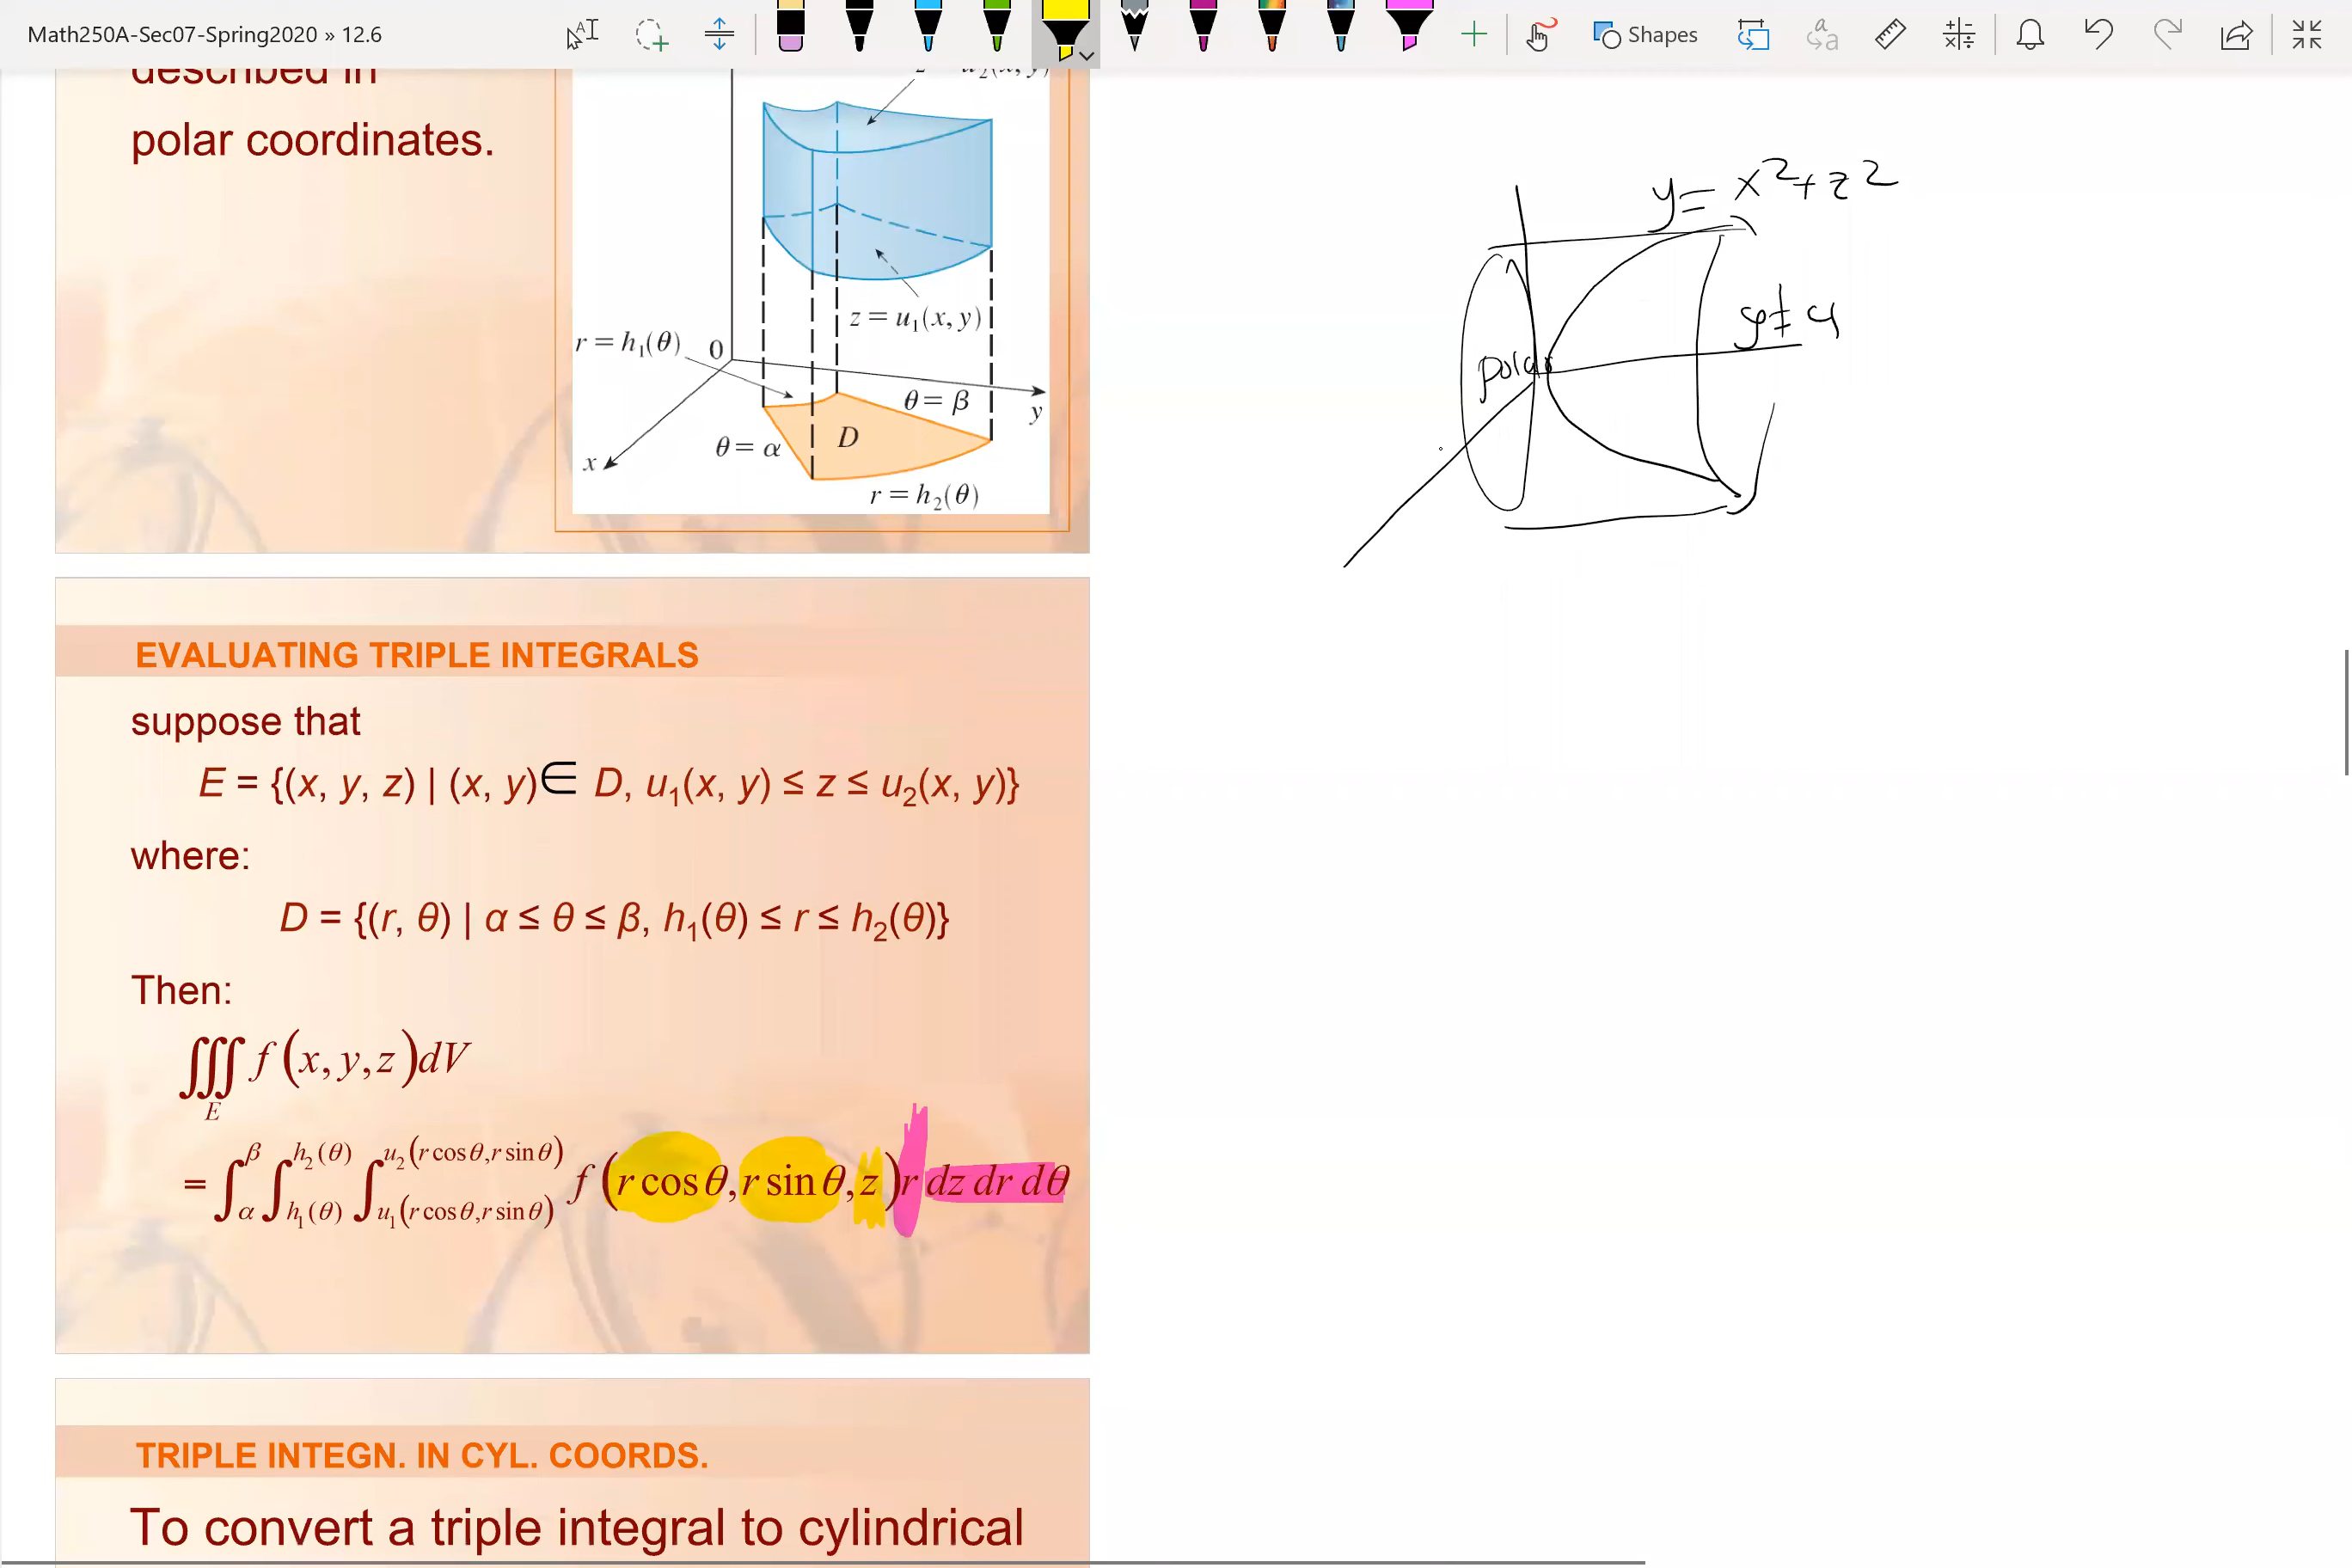 Math250A-Sec07-Spring2020 » 12.6
Shapes
described in
polar coordinates.
r = h₁(θ)
0
z = u₁(x, y)
θ = β
y
θ = α
D
x
r = h₂(θ)
EVALUATING TRIPLE INTEGRALS
suppose that
E = {(x, y, z) | (x, y)∈ D, u₁(x, y) ≤ z ≤ u₂(x, y)}
where:
D = {(r, θ) | α ≤ θ ≤ β, h₁(θ) ≤ r ≤ h₂(θ)}
Then:
∭_E f(x, y, z)dV
= ∫_α^β ∫_{h₁(θ)}^{h₂(θ)} ∫_{u₁(r cos θ, r sin θ)}^{u₂(r cos θ, r sin θ)} f(r cos θ, r sin θ, z) r dz dr dθ
TRIPLE INTEGN. IN CYL. COORDS.
To convert a triple integral to cylindrical
y = x² + z²
polar